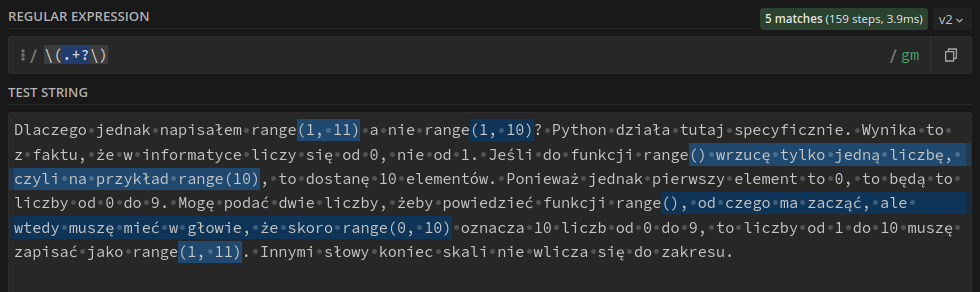 REGULAR EXPRESSION 5 matches (159 steps, 3.9ms) v2
/ \(.+?\) / gm
TEST STRING
Dlaczego jednak napisałem range(1, 11) a nie range(1, 10)? Python działa tutaj specyficznie. Wynika to
z faktu, że w informatyce liczy się od 0, nie od 1. Jeśli do funkcji range() wrzucę tylko jedną liczbę,
czyli na przykład range(10), to dostanę 10 elementów. Ponieważ jednak pierwszy element to 0, to będą to
liczby od 0 do 9. Mogę podać dwie liczby, żeby powiedzieć funkcji range(), od czego ma zacząć, ale
wtedy muszę mieć w głowie, że skoro range(0, 10) oznacza 10 liczb od 0 do 9, to liczby od 1 do 10 muszę
zapisać jako range(1, 11). Innymi słowy koniec skali nie wlicza się do zakresu.